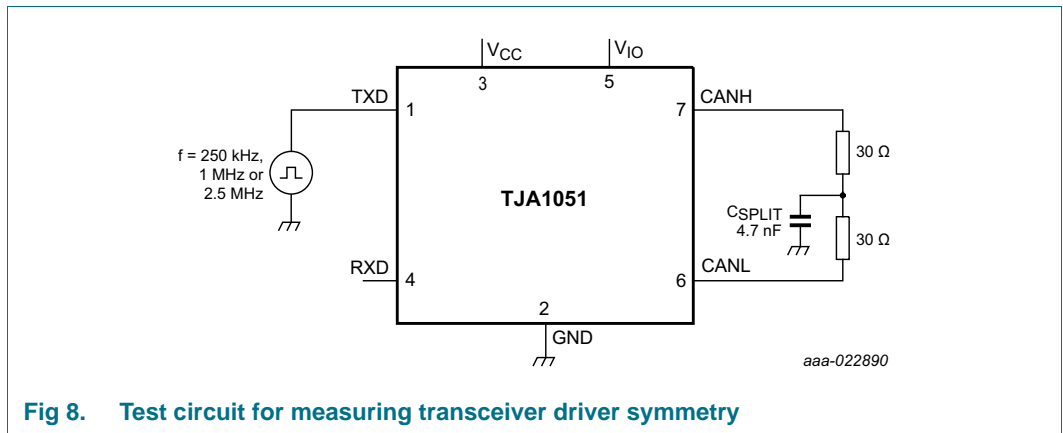 VCC
VIO
3
5
TXD
1
7
CANH
f = 250 kHz,
1 MHz or
2.5 MHz
30 Ω
TJA1051
CSPLIT
4.7 nF
30 Ω
RXD
4
6
CANL
2
GND
aaa-022890
Fig 8. Test circuit for measuring transceiver driver symmetry